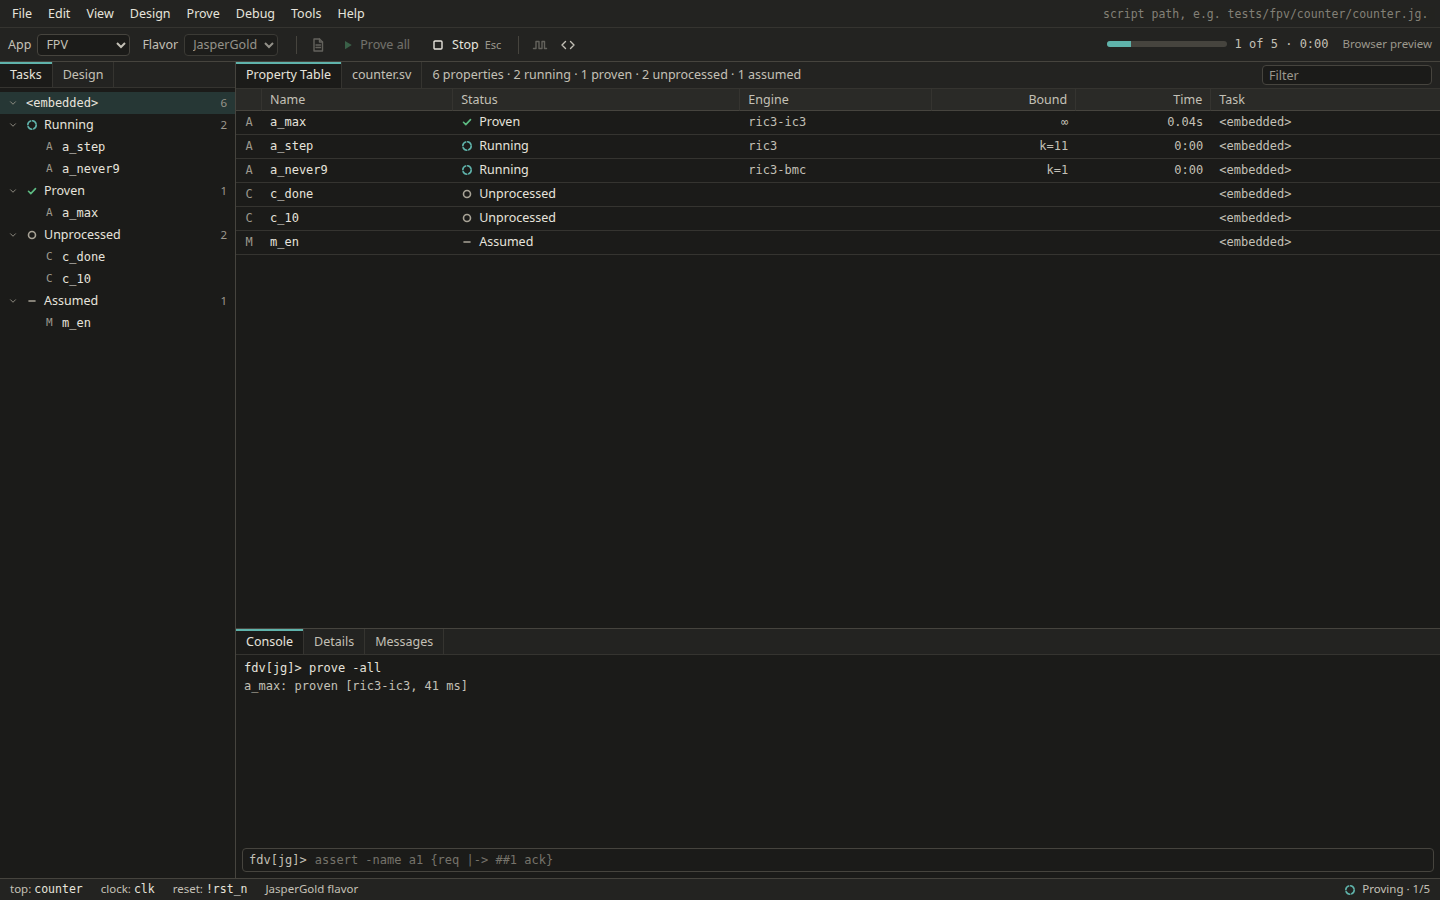 File Edit View Design Prove Debug Tools Help
script path, e.g. tests/fpv/counter/counter.jg.
App FPV Flavor JasperGold Prove all Stop Esc 1 of 5 · 0:00 Browser preview
Tasks Design
Property Table counter.sv 6 properties · 2 running · 1 proven · 2 unprocessed · 1 assumed Filter
<embedded> 6
Running 2
A a_step
A a_never9
Proven 1
A a_max
Unprocessed 2
C c_done
C c_10
Assumed 1
M m_en
Name Status Engine Bound Time Task
A a_max Proven ric3-ic3 ∞ 0.04s <embedded>
A a_step Running ric3 k=11 0:00 <embedded>
A a_never9 Running ric3-bmc k=1 0:00 <embedded>
C c_done Unprocessed <embedded>
C c_10 Unprocessed <embedded>
M m_en Assumed <embedded>
Console Details Messages
fdv[jg]> prove -all
a_max: proven [ric3-ic3, 41 ms]
fdv[jg]> assert -name a1 {req |-> ##1 ack}
top: counter clock: clk reset: !rst_n JasperGold flavor Proving · 1/5